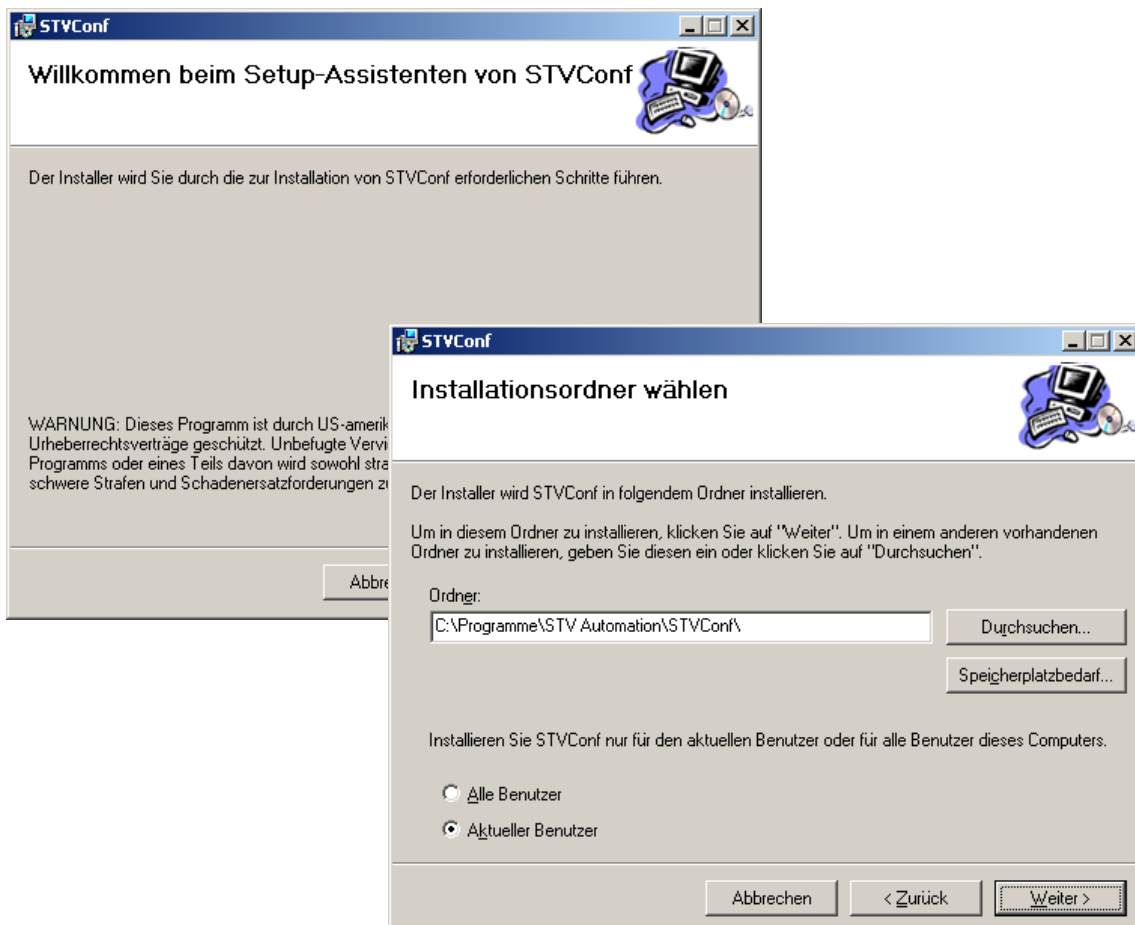 STVConf
Willkommen beim Setup-Assistenten von STVConf
Der Installer wird Sie durch die zur Installation von STVConf erforderlichen Schritte führen.
WARNUNG: Dieses Programm ist durch US-amerik
Urheberrechtsverträge geschützt. Unbefugte Vervi
Programms oder eines Teils davon wird sowohl stra
schwere Strafen und Schadenersatzforderungen zu
Abbre
STVConf
Installationsordner wählen
Der Installer wird STVConf in folgendem Ordner installieren.
Um in diesem Ordner zu installieren, klicken Sie auf "Weiter". Um in einem anderen vorhandenen
Ordner zu installieren, geben Sie diesen ein oder klicken Sie auf "Durchsuchen".
Ordner:
C:\Programme\STV Automation\STVConf\
Durchsuchen...
Speicherplatzbedarf...
Installieren Sie STVConf nur für den aktuellen Benutzer oder für alle Benutzer dieses Computers.
Alle Benutzer
Aktueller Benutzer
Abbrechen
< Zurück
Weiter >